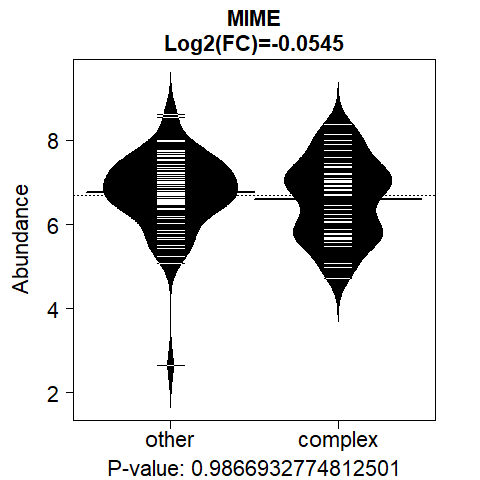 MIME
Log2(FC)=-0.0545
Abundance
8
6
4
2
other complex
P-value: 0.9866932774812501